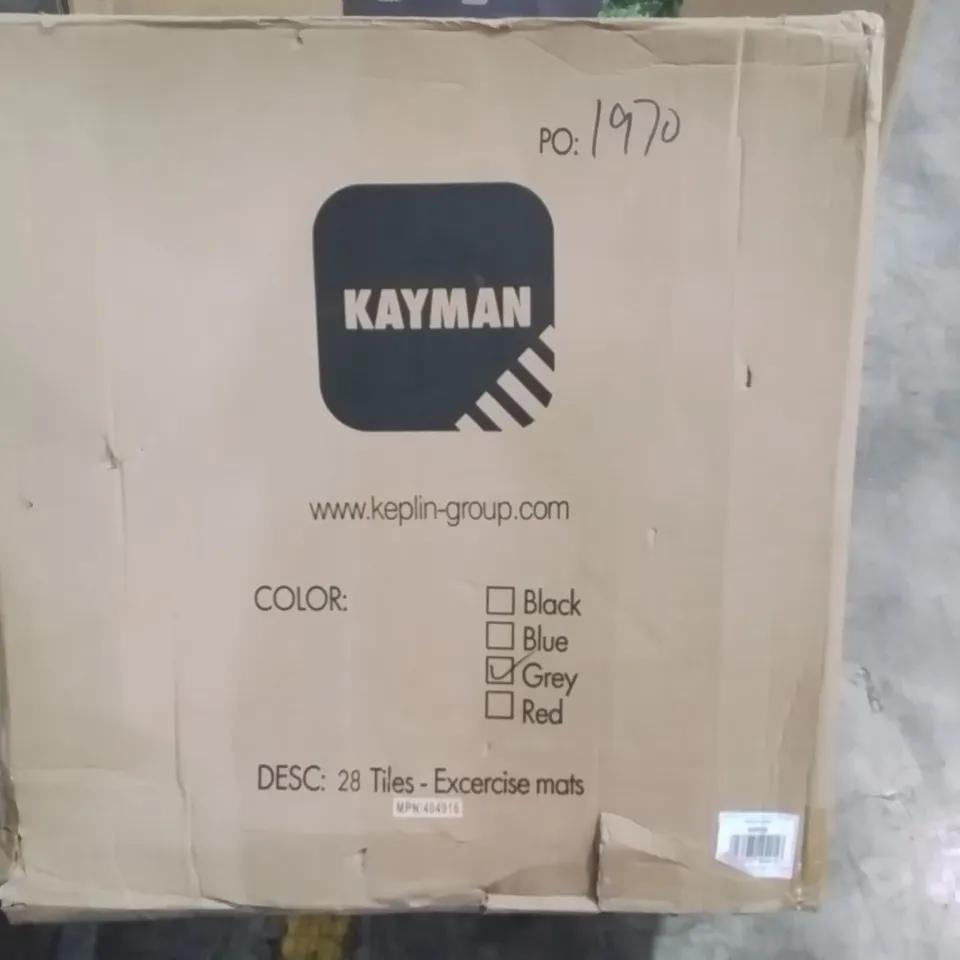 PO: 1970
KAYMAN
www.keplin-group.com
COLOR:
Black
Blue
Grey
Red
DESC: 28 Tiles - Excercise mats
MPN:404916